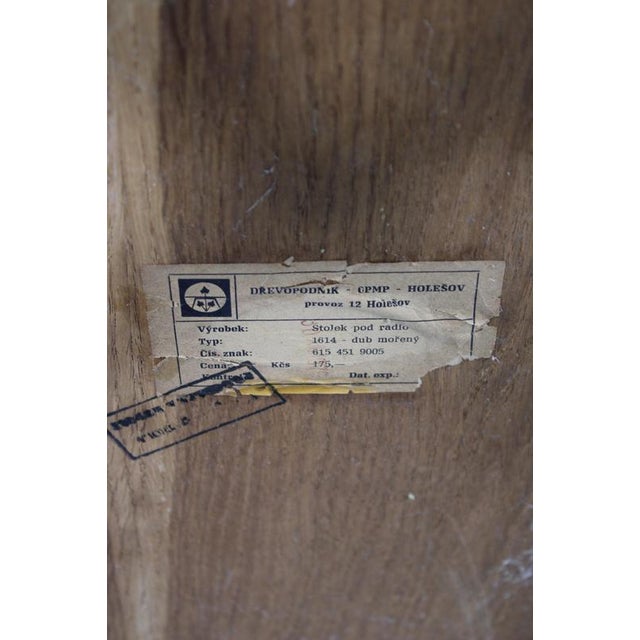 DŘEVOPODNIK - OPMP - HOLEŠOV
provoz 12 Holešov
Výrobek: Stolek pod radio
Typ: 1614 - dub mořený
Čís. znak: 615 451 9005
Cena: Kčs 175,—
Dat. exp.: